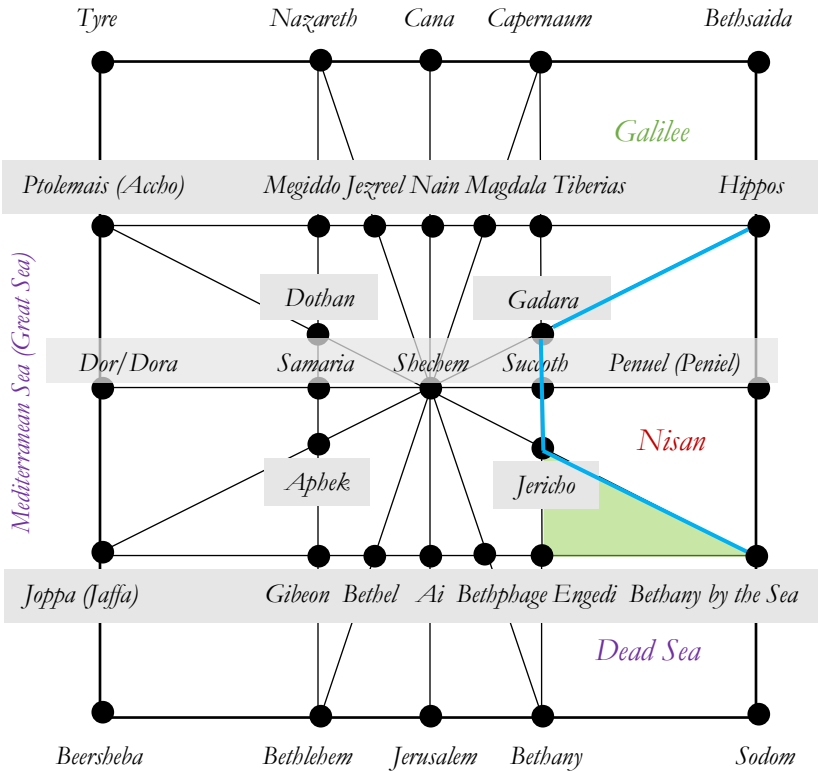 Tyre Nazareth Cana Capernaum Bethsaida
Galilee
Ptolemais (Accho) Megiddo Jezreel Nain Magdala Tiberias Hippos
Mediterranean Sea (Great Sea)
Dothan Gadara
Dor/Dora Samaria Shechem Succoth Penuel (Peniel)
Nisan
Aphek Jericho
Joppa (Jaffa) Gibeon Bethel Ai Bethphage Engedi Bethany by the Sea
Dead Sea
Beersheba Bethlehem Jerusalem Bethany Sodom